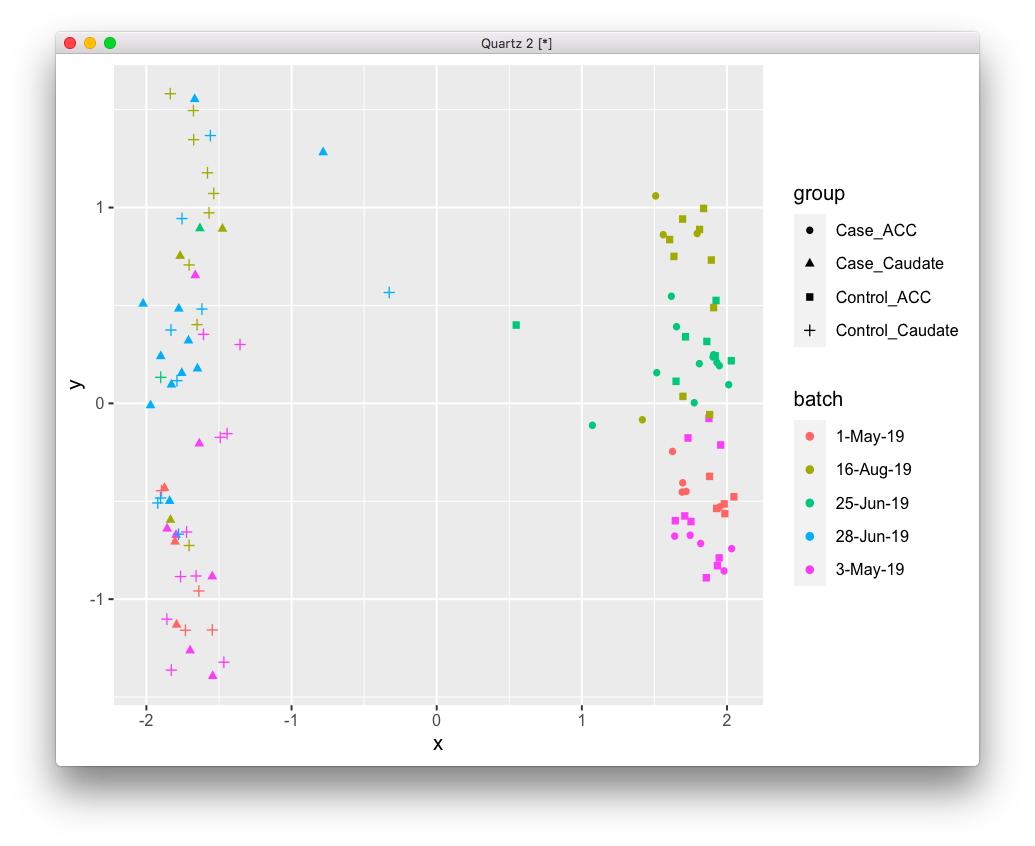 Quartz 2 [*]
1
0
-1
y
-2
-1
0
1
2
x
group
Case_ACC
Case_Caudate
Control_ACC
Control_Caudate
batch
1-May-19
16-Aug-19
25-Jun-19
28-Jun-19
3-May-19